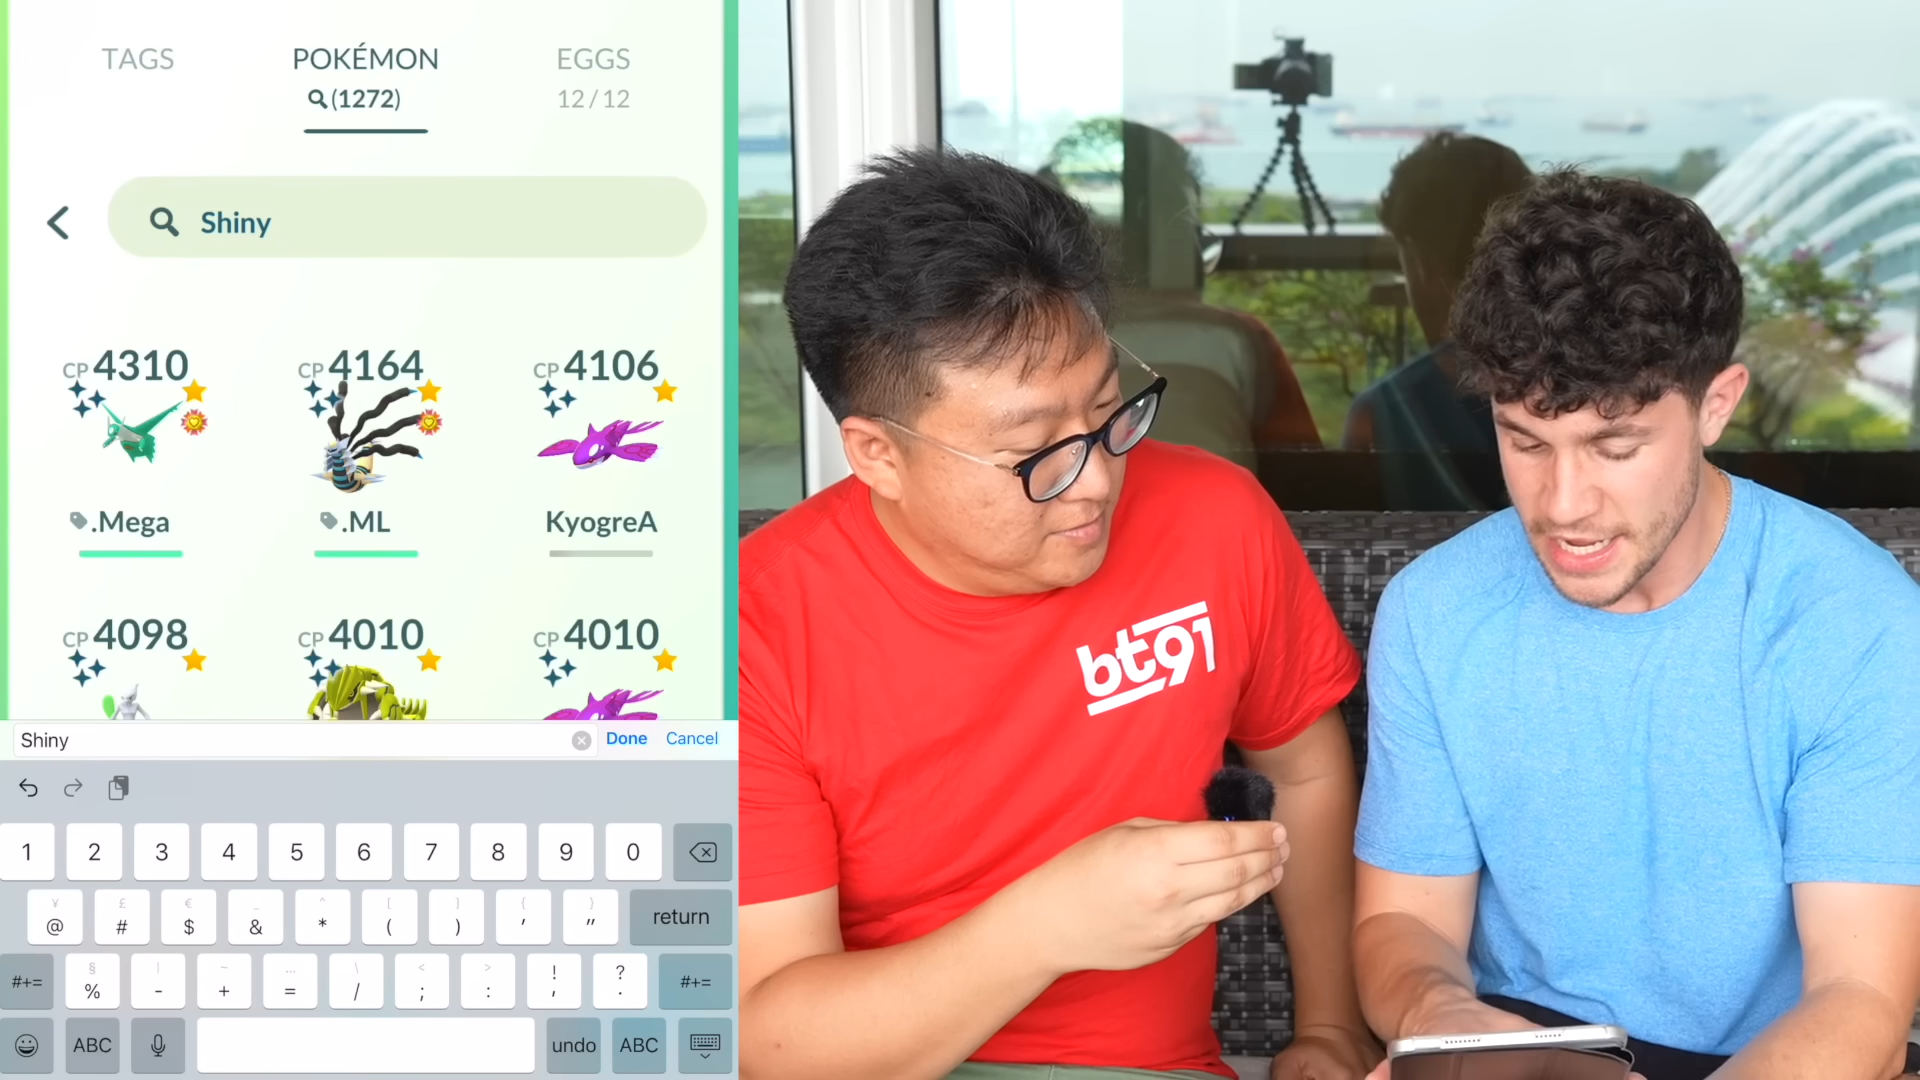 TAGS
POKÉMON
(1272)
EGGS
12 / 12
Shiny
CP 4310
CP 4164
CP 4106
.Mega
.ML
KyogreA
CP 4098
CP 4010
CP 4010
Shiny
Done
Cancel
1 2 3 4 5 6 7 8 9 0
¥ £ € _ ^ [ ] { }
@ # $ & * ( ) ' " return
§ | ~ … \ < > ! ?
#+= % - + = / ; : , . #+=
ABC undo ABC
bt91